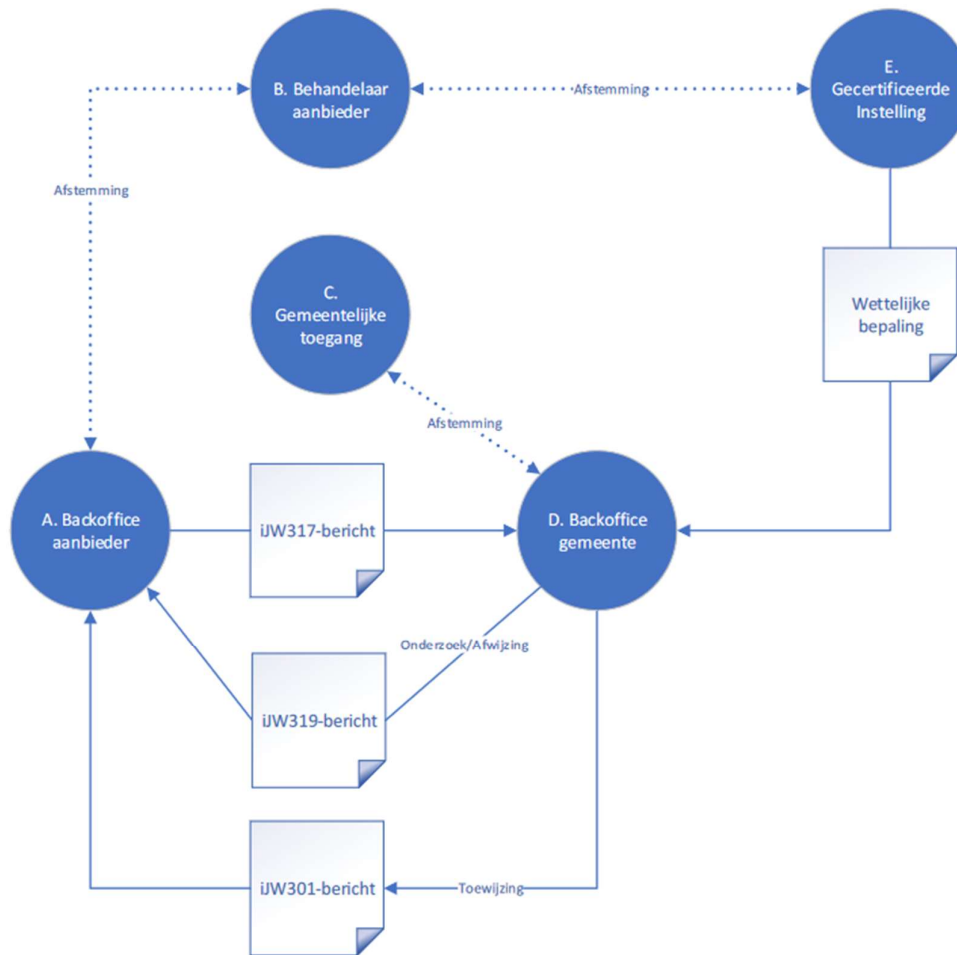 B. Behandelaar
aanbieder
Afstemming
E.
Gecertificeerde
Instelling
Afstemming
C.
Gemeentelijke
toegang
Wettelijke
bepaling
Afstemming
A. Backoffice
aanbieder
iJW317-bericht
D. Backoffice
gemeente
Onderzoek/Afwijzing
iJW319-bericht
iJW301-bericht
Toewijzing